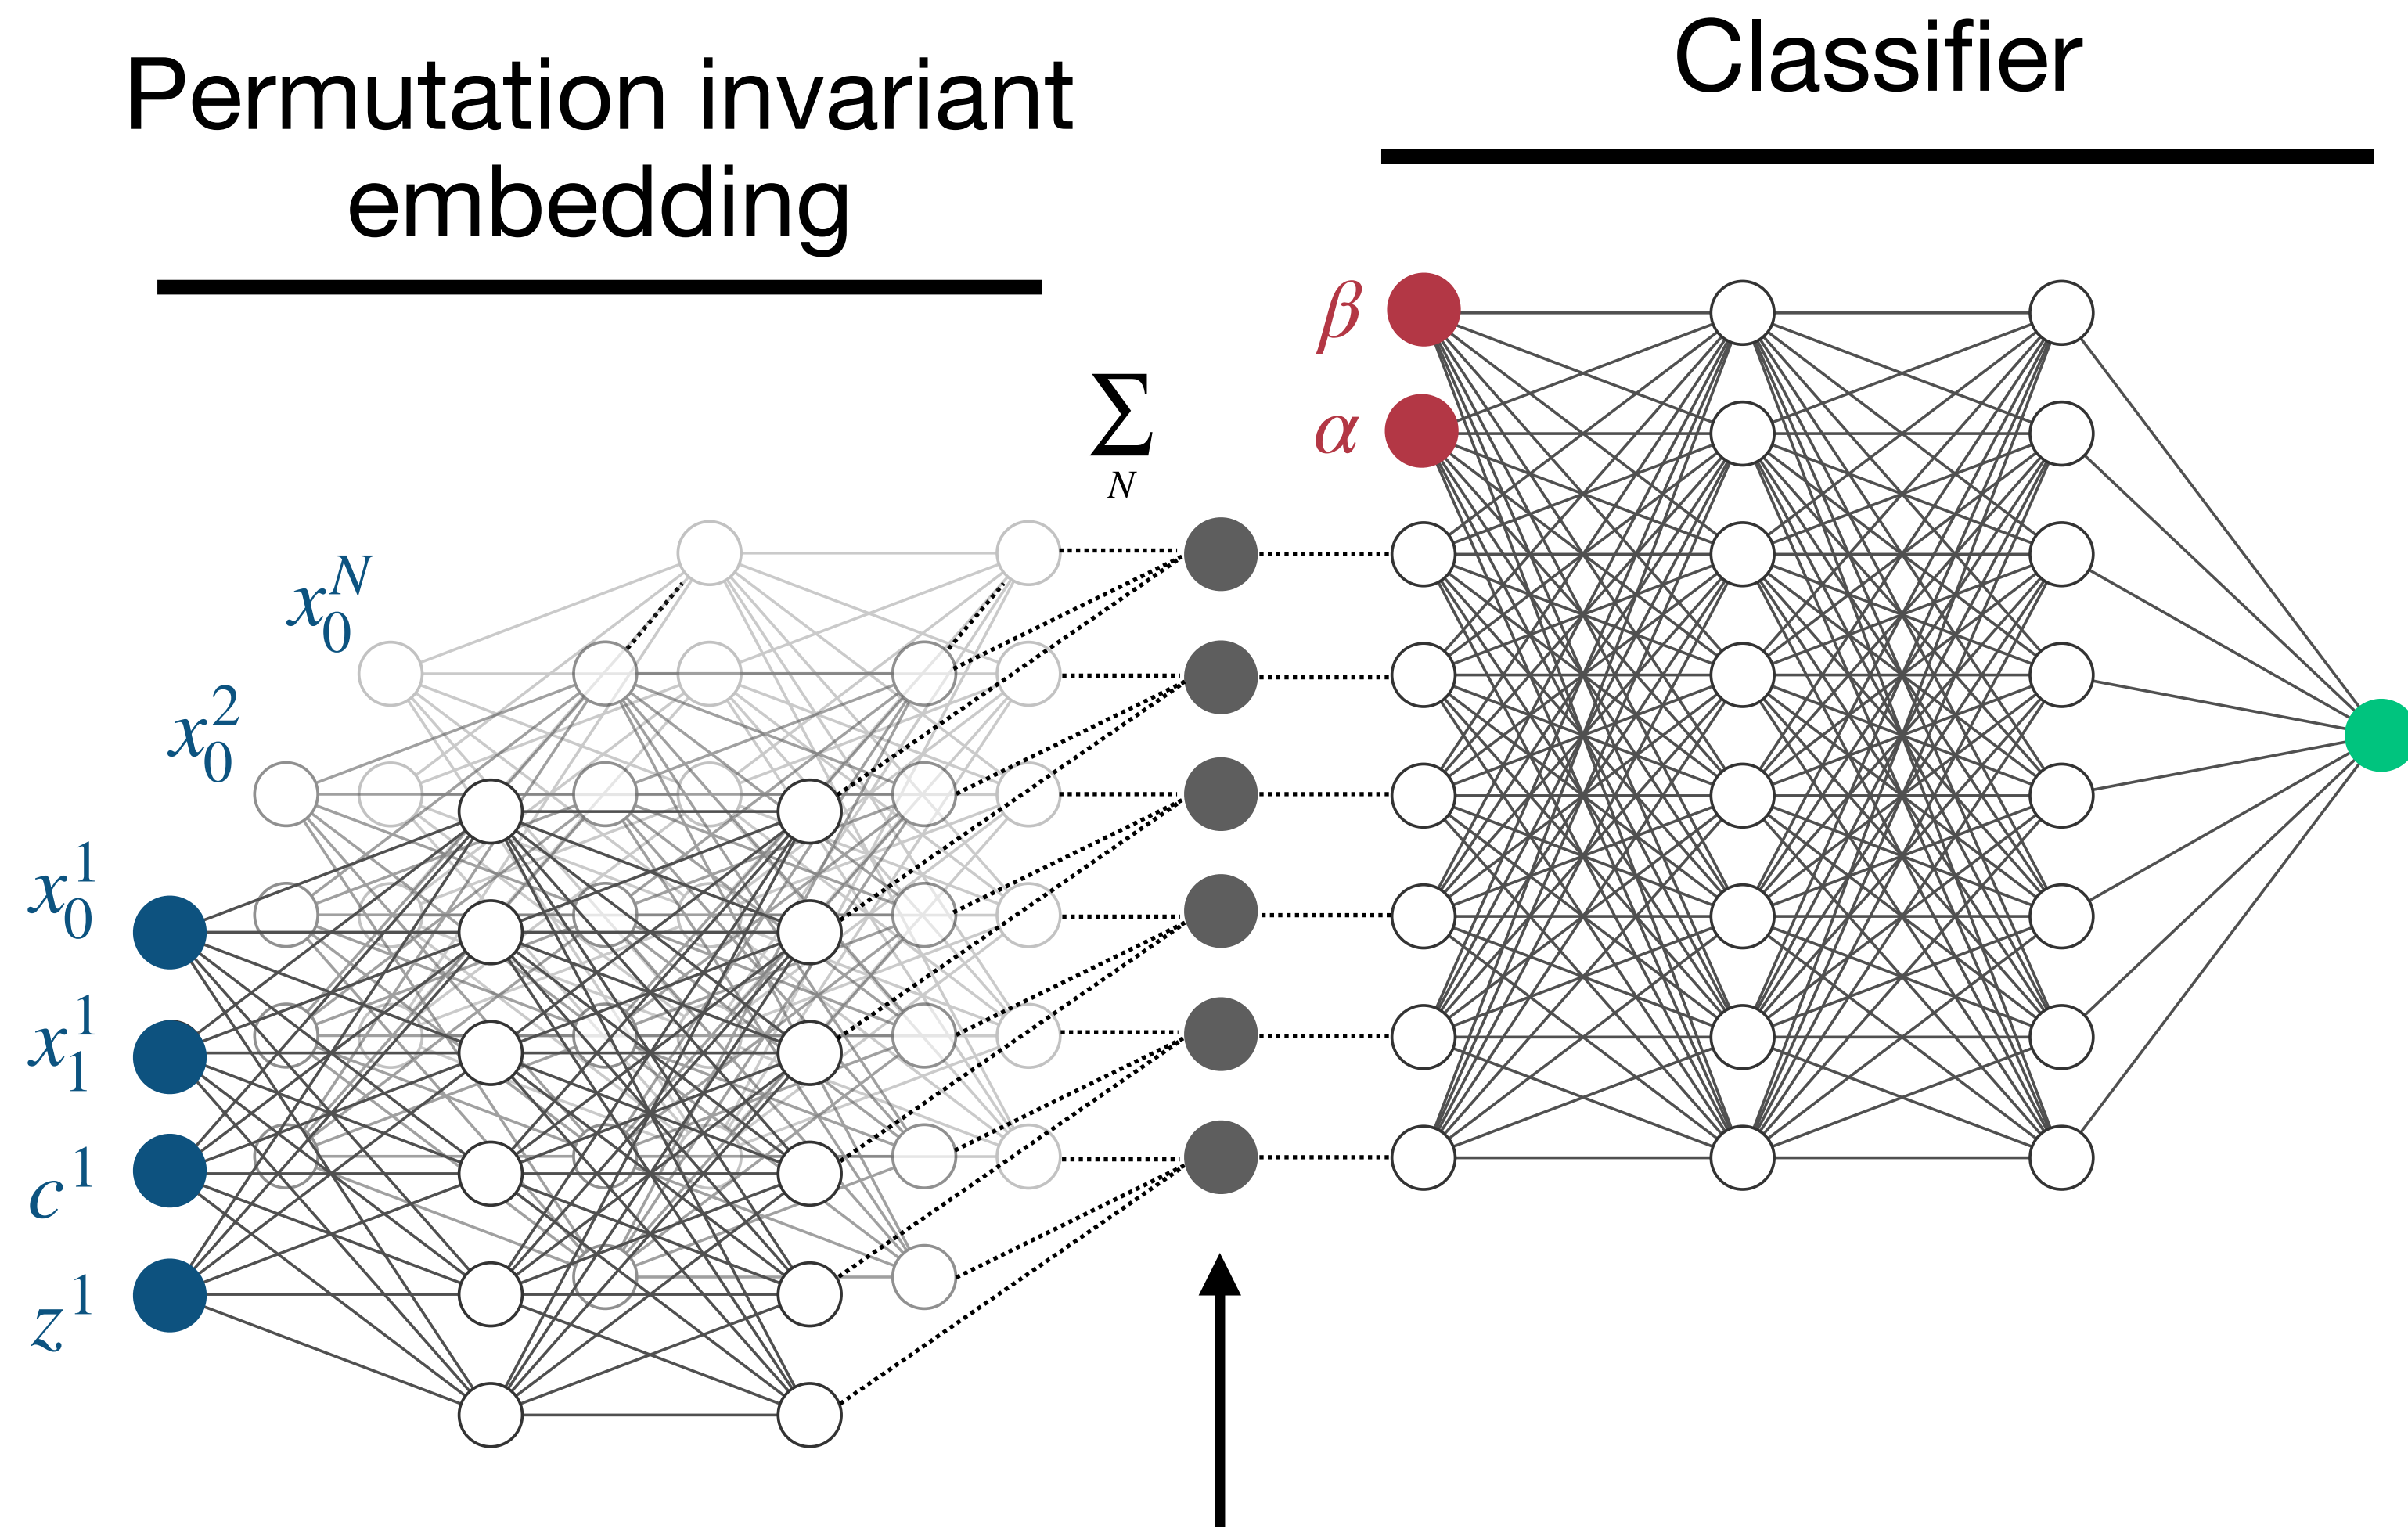 Permutation invariant
embedding
Classifier
β
α
∑
N
x₀ᴺ
x₀²
x₀¹
x₁¹
c¹
z¹